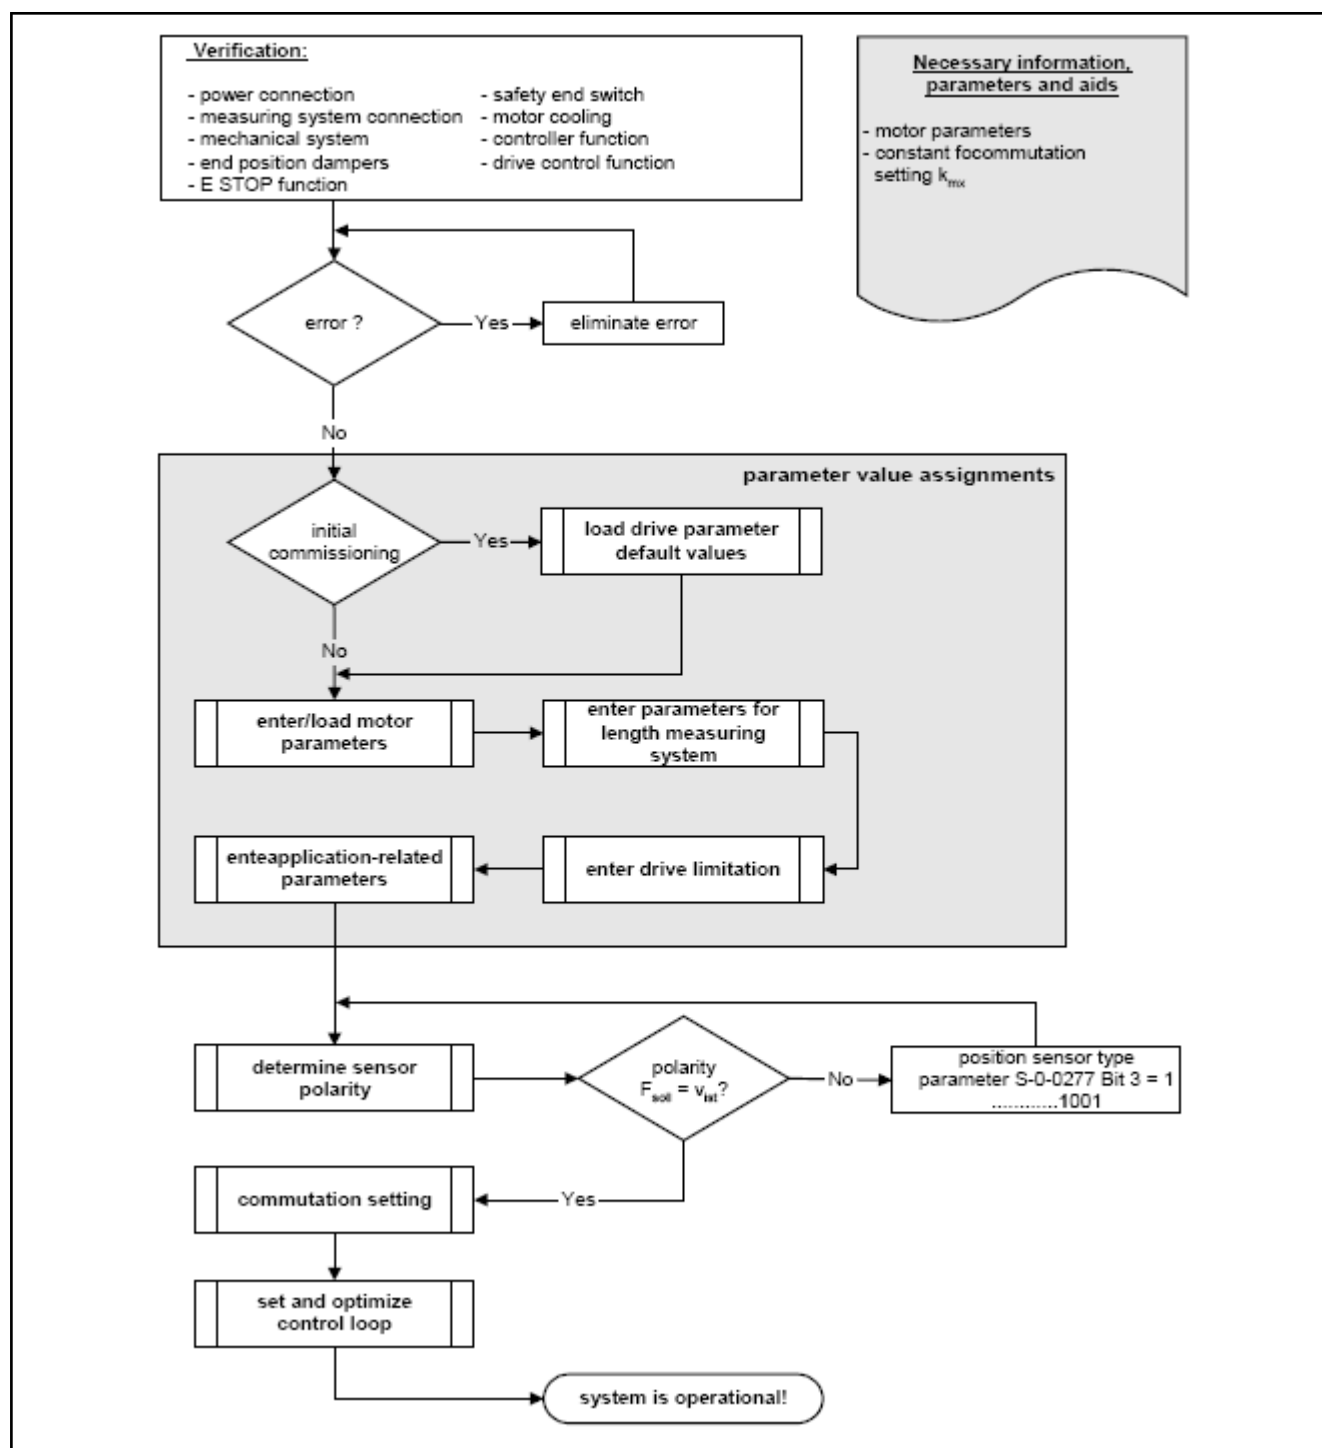 Verification:
- power connection
- measuring system connection
- mechanical system
- end position dampers
- E STOP function
- safety end switch
- motor cooling
- controller function
- drive control function
Necessary information,
parameters and aids
- motor parameters
- constant focommutation
setting kmx
error ?
Yes
eliminate error
No
parameter value assignments
initial
commissioning
Yes
load drive parameter
default values
No
enter/load motor
parameters
enter parameters for
length measuring
system
enteapplication-related
parameters
enter drive limitation
determine sensor
polarity
polarity
Fsoll = vist?
No
position sensor type
parameter S-0-0277 Bit 3 = 1
............1001
commutation setting
Yes
set and optimize
control loop
system is operational!